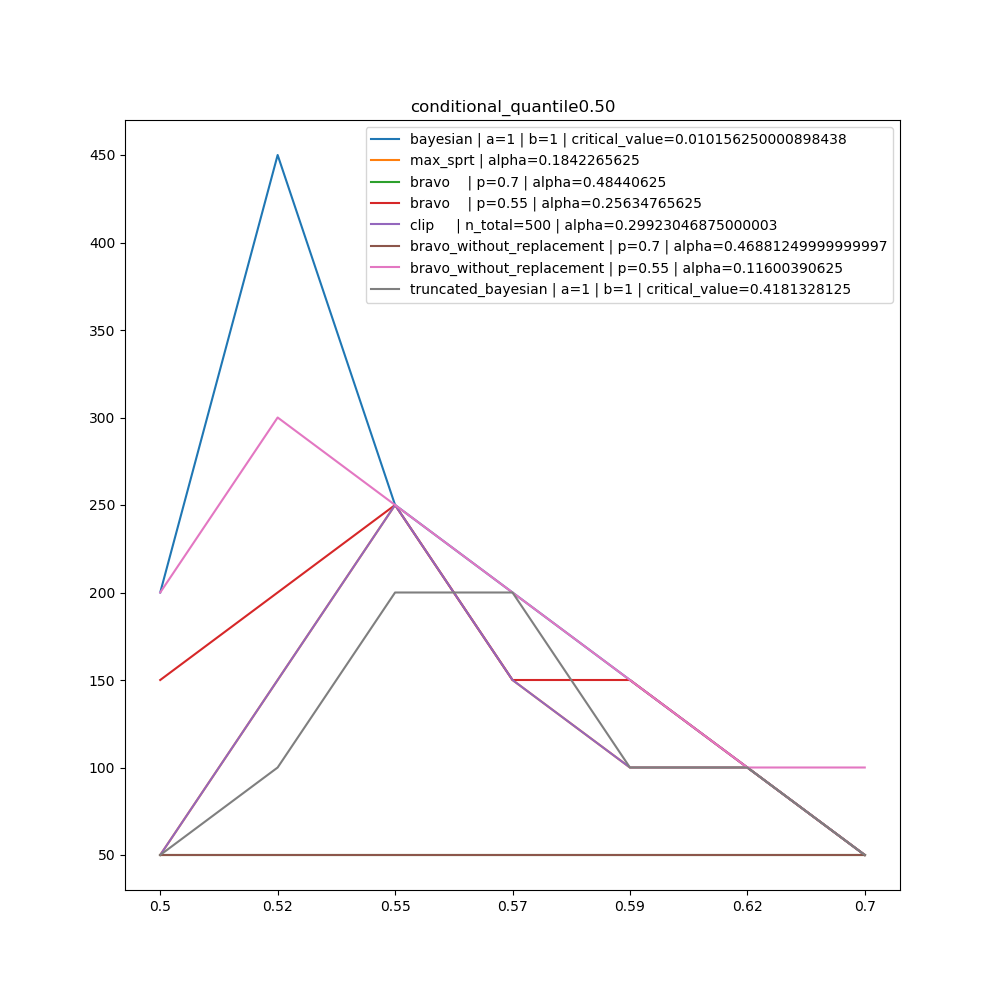 conditional_quantile0.50
bayesian | a=1 | b=1 | critical_value=0.010156250000898438
max_sprt | alpha=0.1842265625
bravo    | p=0.7 | alpha=0.48440625
bravo    | p=0.55 | alpha=0.25634765625
clip     | n_total=500 | alpha=0.29923046875000003
bravo_without_replacement | p=0.7 | alpha=0.46881249999999997
bravo_without_replacement | p=0.55 | alpha=0.11600390625
truncated_bayesian | a=1 | b=1 | critical_value=0.4181328125
450
400
350
300
250
200
150
100
50
0.5 0.52 0.55 0.57 0.59 0.62 0.7